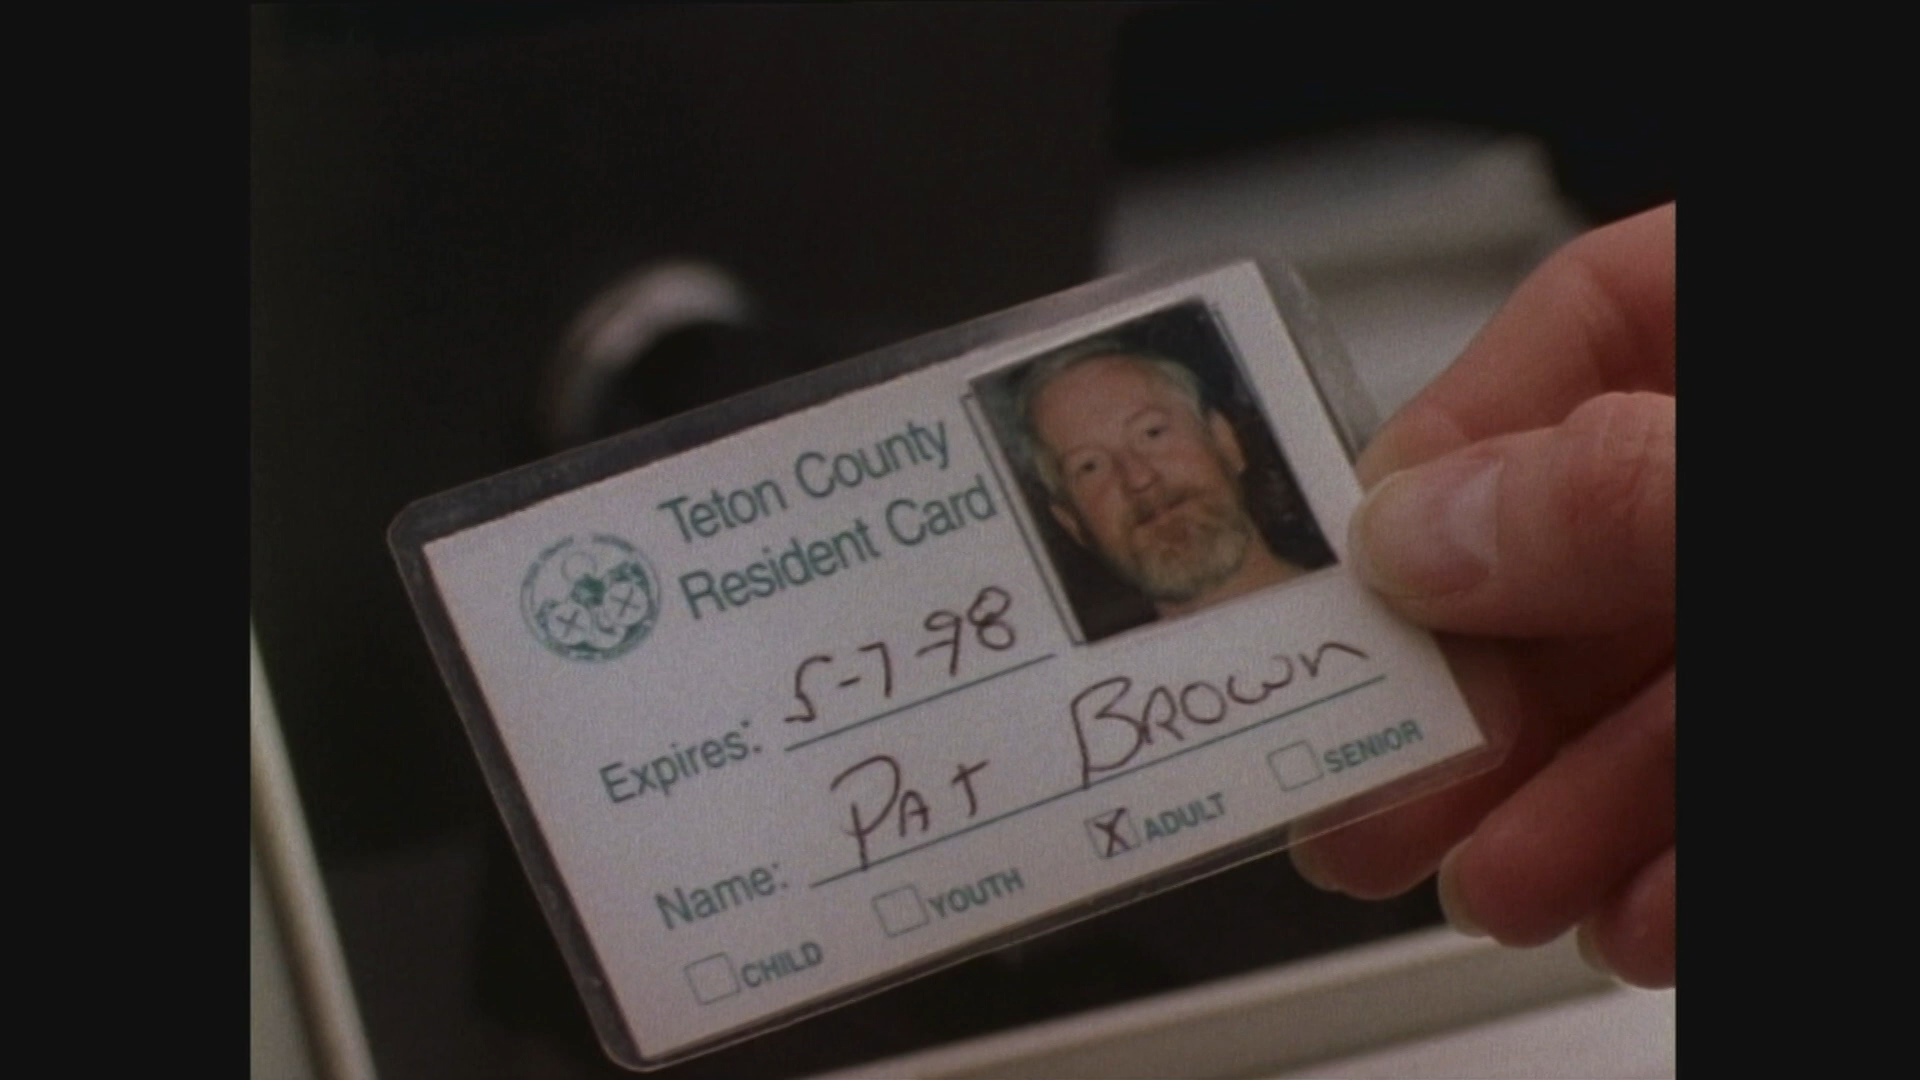 Teton County
Resident Card
Expires: 5-7-98
Name: Pat Brown
CHILD YOUTH X ADULT SENIOR